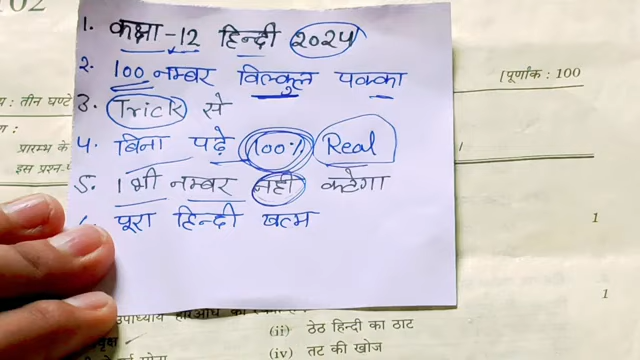 102
1. कक्षा -12 हिन्दी 2024
2. 100 नम्बर बिल्कुल पक्का
3. Trick से
4. बिना पढ़े 100% Real
5. 1 भी नम्बर नहीं कटेगा
पूरा हिन्दी खत्म
पूर्णांक : 100
: तीन घण्टे
प्रारम्भ के
इस प्रश्न-
1
1
(ii) ठेठ हिन्दी का ठाट
(iv) तट की खोज